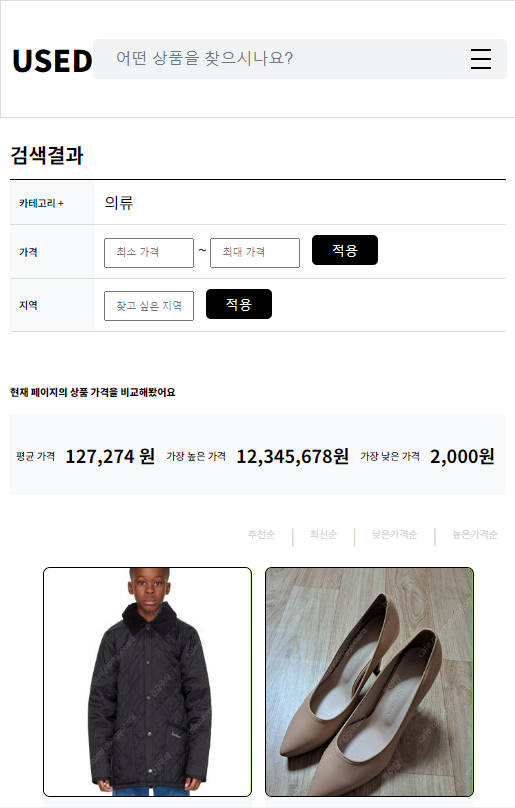 USED 어떤 상품을 찾으시나요?
검색결과
카테고리 + 의류
가격 최소 가격 ~ 최대 가격 적용
지역 찾고 싶은 지역 적용
현재 페이지의 상품 가격을 비교해봤어요
평균 가격 127,274 원 가장 높은 가격 12,345,678원 가장 낮은 가격 2,000원
추천순 | 최신순 | 낮은가격순 | 높은가격순